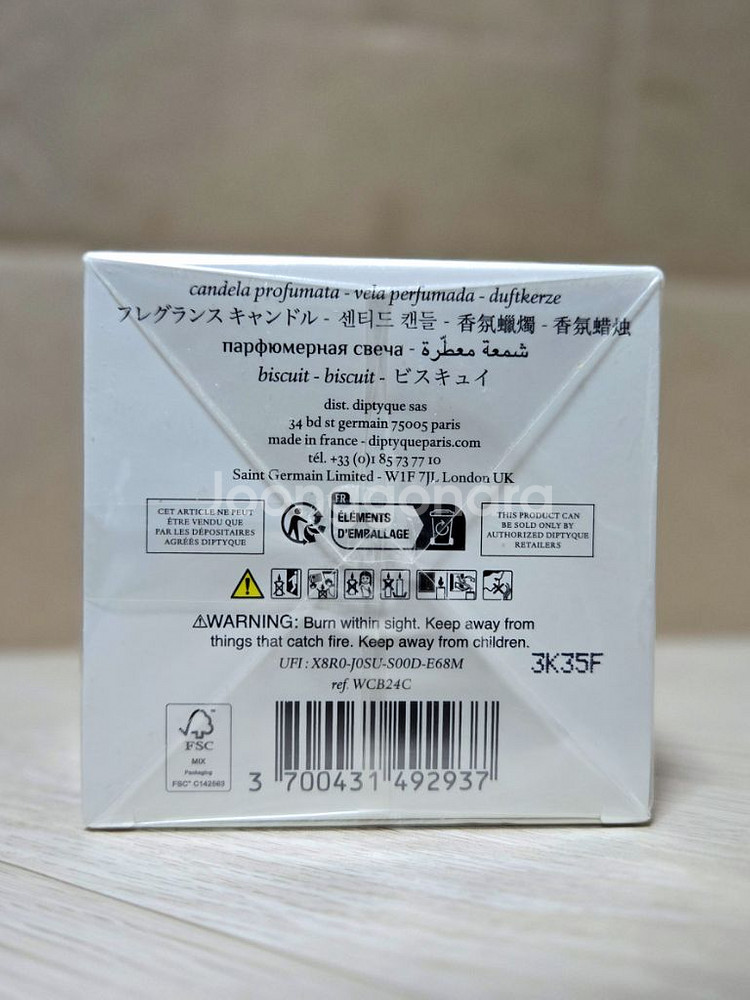 candela profumata - vela perfumada - duftkerze
フレグランス キャンドル - 센티드 캔들 - 香氛蠟燭 - 香氛蜡烛
парфюмерная свеча - شمعة معطّرة
biscuit - biscuit - ビスキュイ
dist. diptyque sas
34 bd st germain 75005 paris
made in france - diptyqueparis.com
tél. +33 (0)1 85 73 77 10
Saint Germain Limited - W1F 7JL London UK
Joonggonara
CET ARTICLE NE PEUT
ÊTRE VENDU QUE
PAR LES DÉPOSITAIRES
AGRÉÉS DIPTYQUE
FR
ÉLÉMENTS
D'EMBALLAGE
THIS PRODUCT CAN
BE SOLD ONLY BY
AUTHORIZED DIPTYQUE
RETAILERS
⚠WARNING: Burn within sight. Keep away from
things that catch fire. Keep away from children.
UFI : X8R0-J0SU-S00D-E68M
3K35F
ref. WCB24C
FSC
MIX
Packaging
FSC® C142563
3 700431 492937